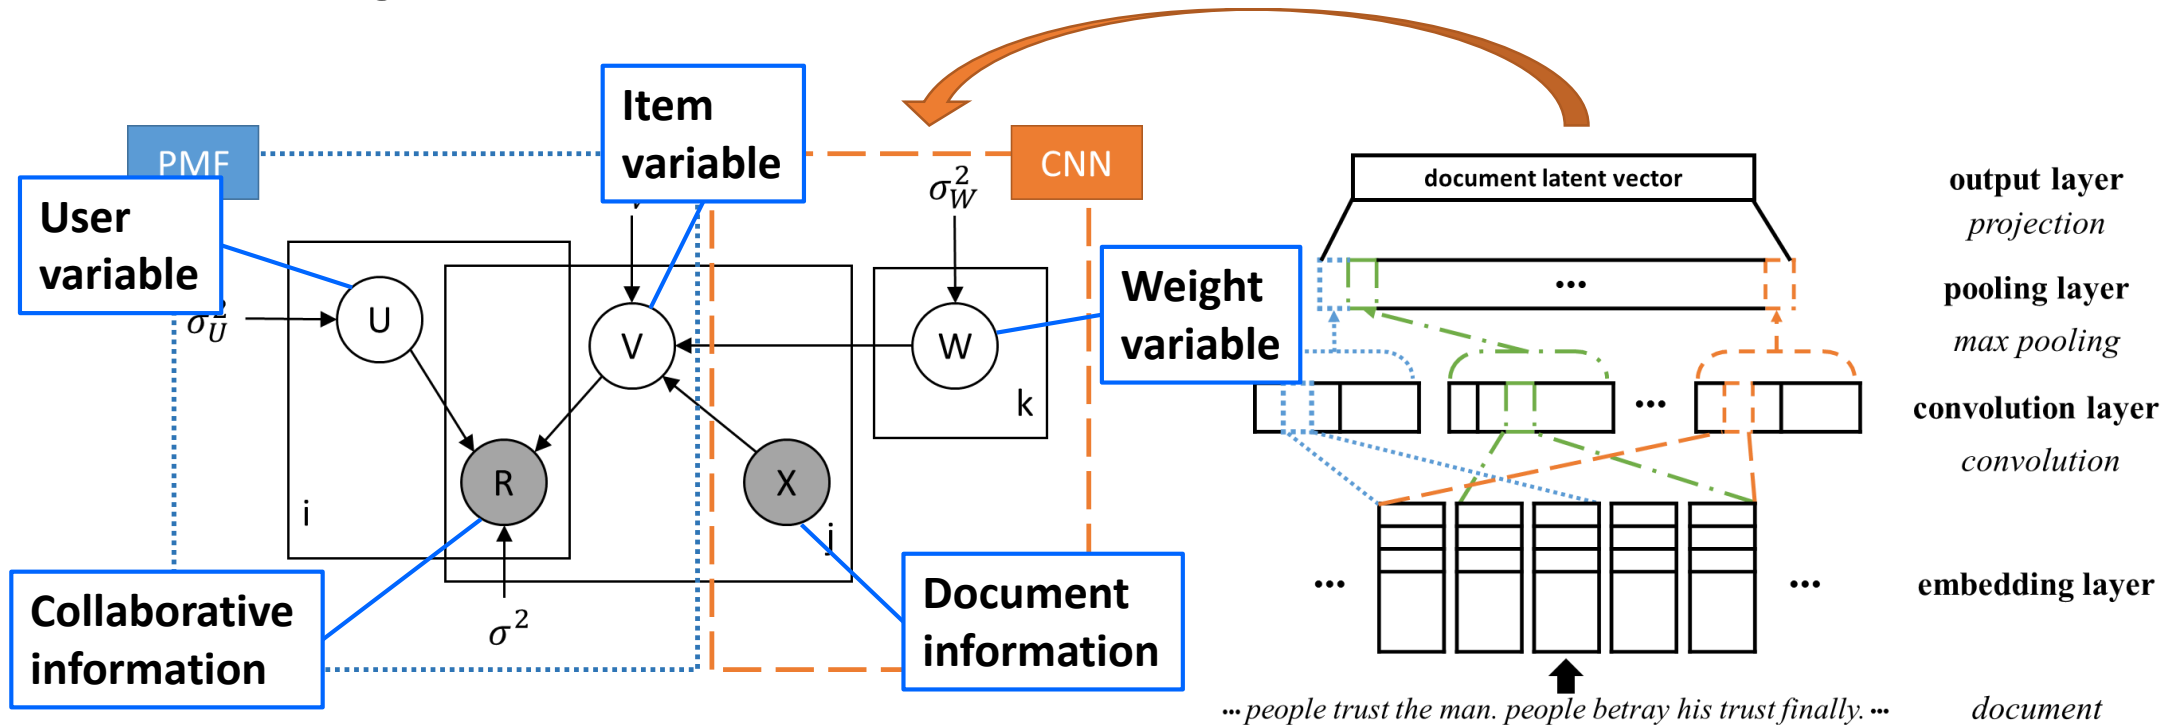 PMF
CNN
User
variable
Item
variable
Weight
variable
Collaborative
information
Document
information
σ²_U
σ²_W
U
V
W
R
X
i
j
k
σ²
document latent vector
output layer
projection
...
pooling layer
max pooling
...
convolution layer
convolution
...
...
embedding layer
... people trust the man. people betray his trust finally. ...
document